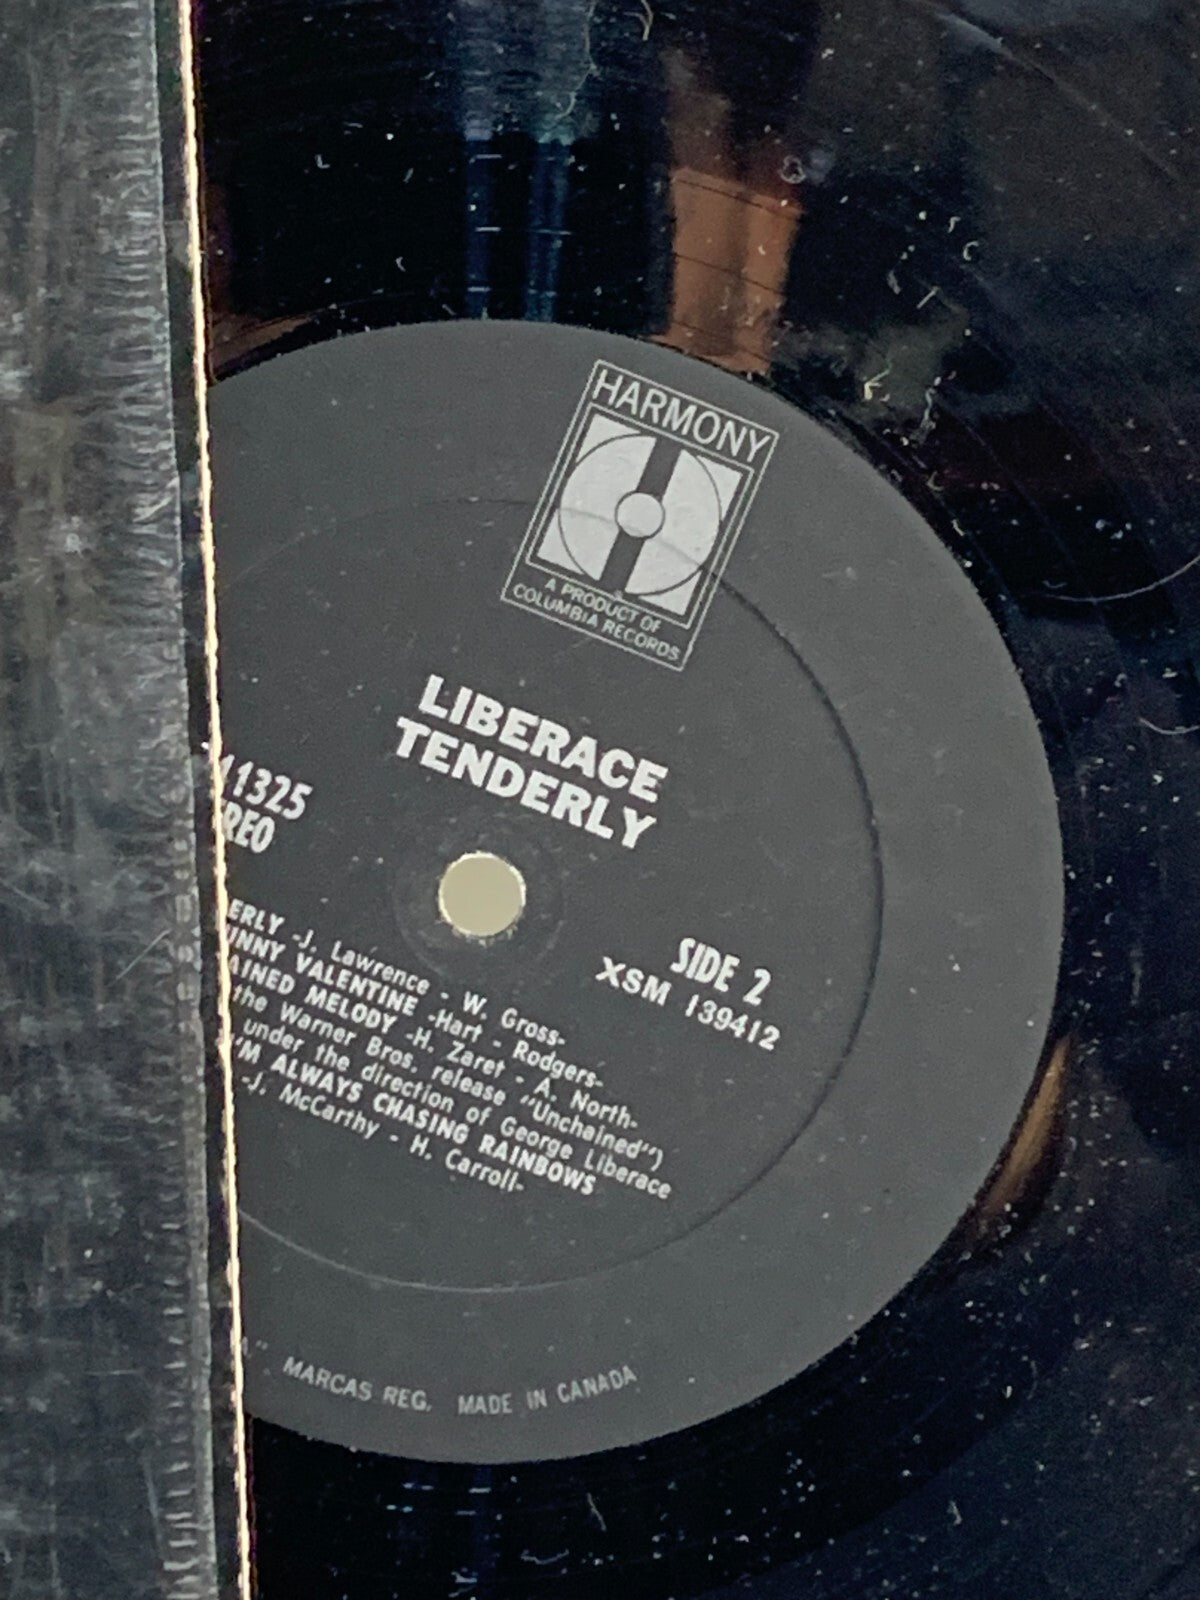 HARMONY
A PRODUCT OF
COLUMBIA RECORDS
LIBERACE
TENDERLY
11325
REO
SIDE 2
XSM 139412
ERLY -J. Lawrence - W. Gross-
UNNY VALENTINE -Hart - Rodgers-
AINED MELODY -H. Zaret - A. North-
the Warner Bros. release "Unchained")
under the direction of George Liberace
'M ALWAYS CHASING RAINBOWS
-J. McCarthy - H. Carroll-
" MARCAS REG. MADE IN CANADA